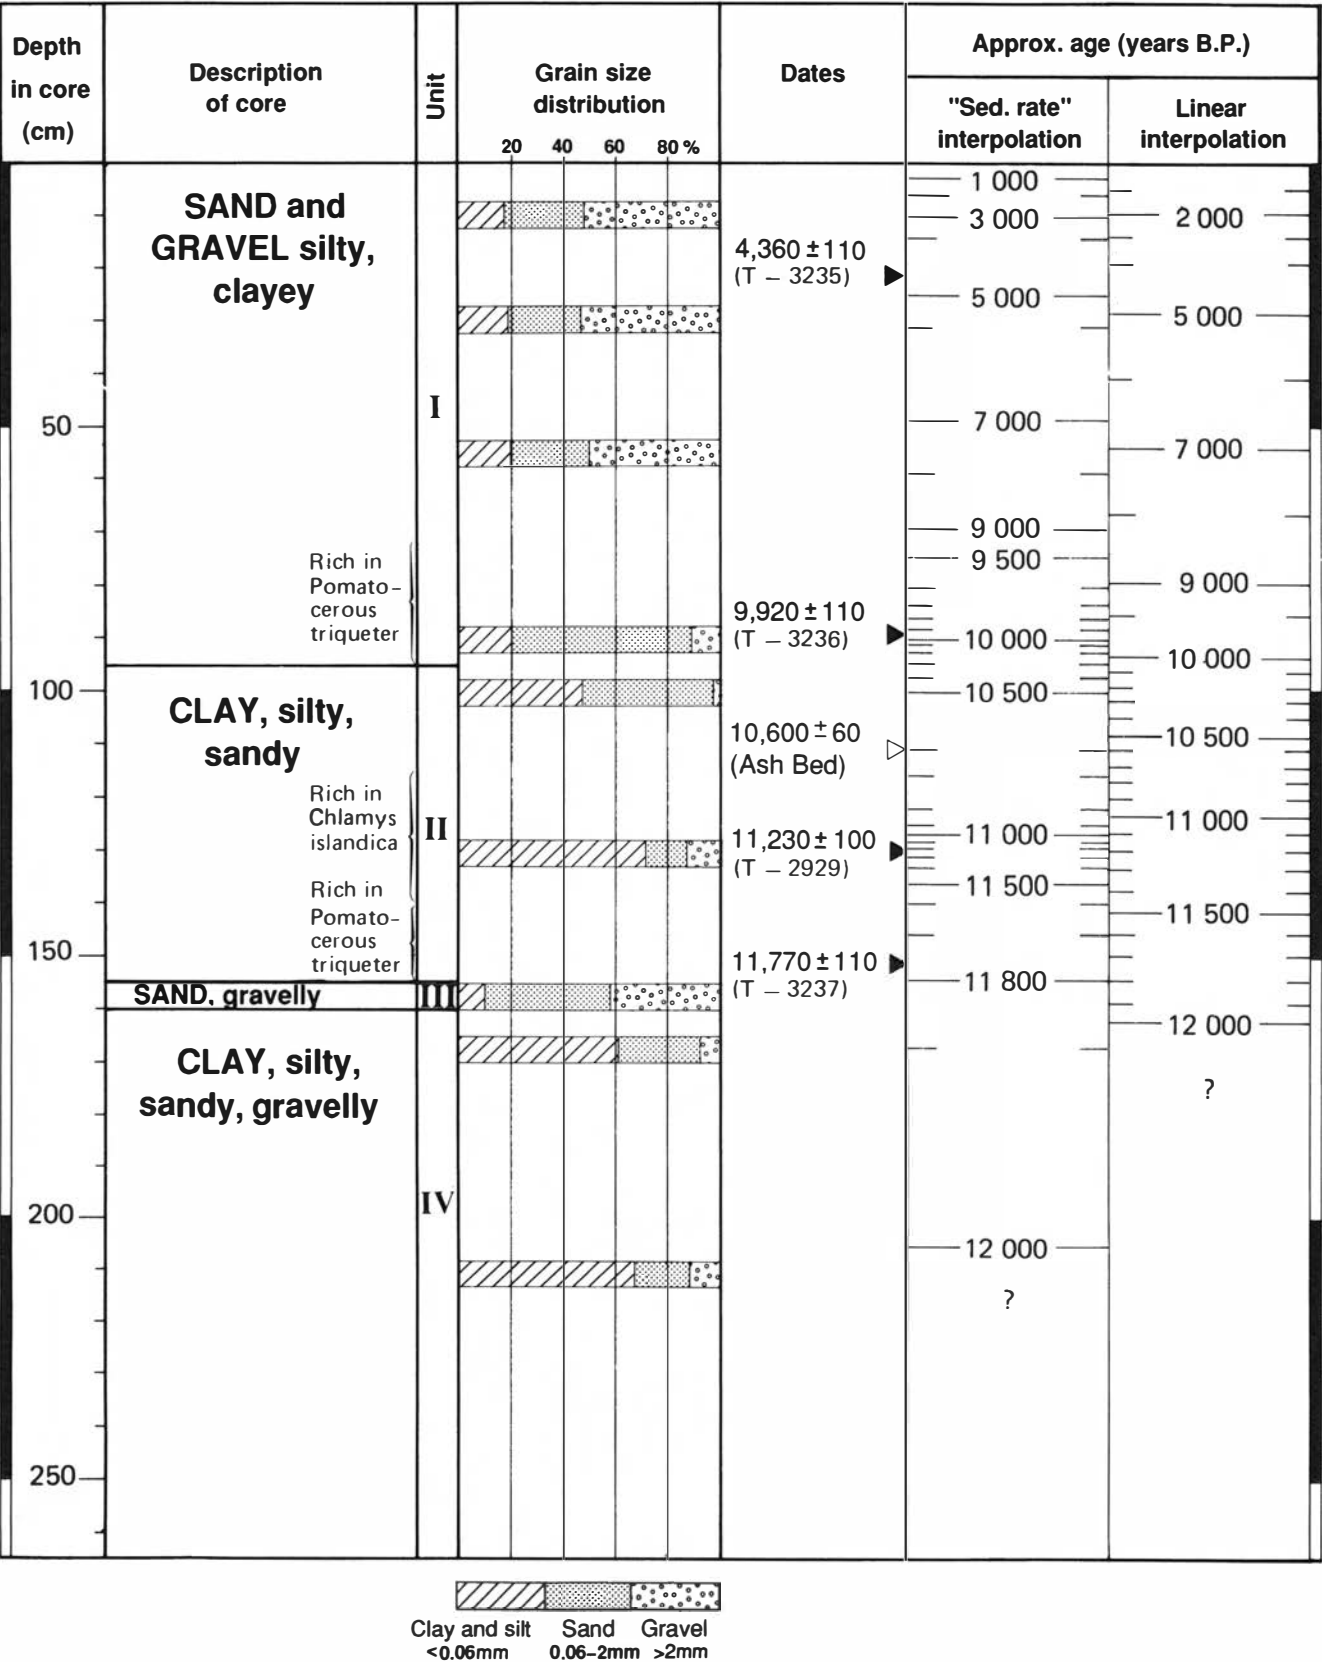 Depth
in core
(cm)
Description
of core
Unit
Grain size
distribution
20 40 60 80 %
Dates
Approx. age (years B.P.)
"Sed. rate"
interpolation
Linear
interpolation
50
100
150
200
250
SAND and
GRAVEL silty,
clayey
Rich in
Pomato-
cerous
triqueter
CLAY, silty,
sandy
Rich in
Chlamys
islandica
Rich in
Pomato-
cerous
triqueter
SAND, gravelly
CLAY, silty,
sandy, gravelly
I
II
III
IV
4,360 ± 110
(T – 3235)
9,920 ± 110
(T – 3236)
10,600 ± 60
(Ash Bed)
11,230 ± 100
(T – 2929)
11,770 ± 110
(T – 3237)
1 000
3 000
5 000
7 000
9 000
9 500
10 000
10 500
11 000
11 500
11 800
12 000
?
2 000
5 000
7 000
9 000
10 000
10 500
11 000
11 500
12 000
?
Clay and silt
<0.06mm
Sand
0.06–2mm
Gravel
>2mm